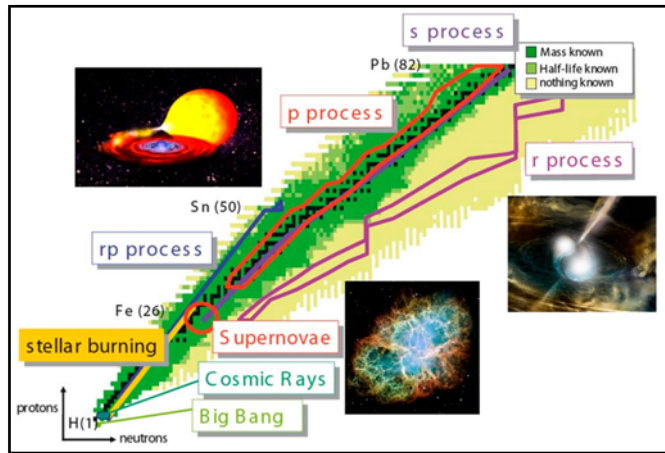 s process
Pb (82)
Mass known
Half-life known
nothing known
p process
r process
Sn (50)
rp process
Fe (26)
stellar burning
Supernovae
Cosmic Rays
protons
H(1)
Big Bang
neutrons